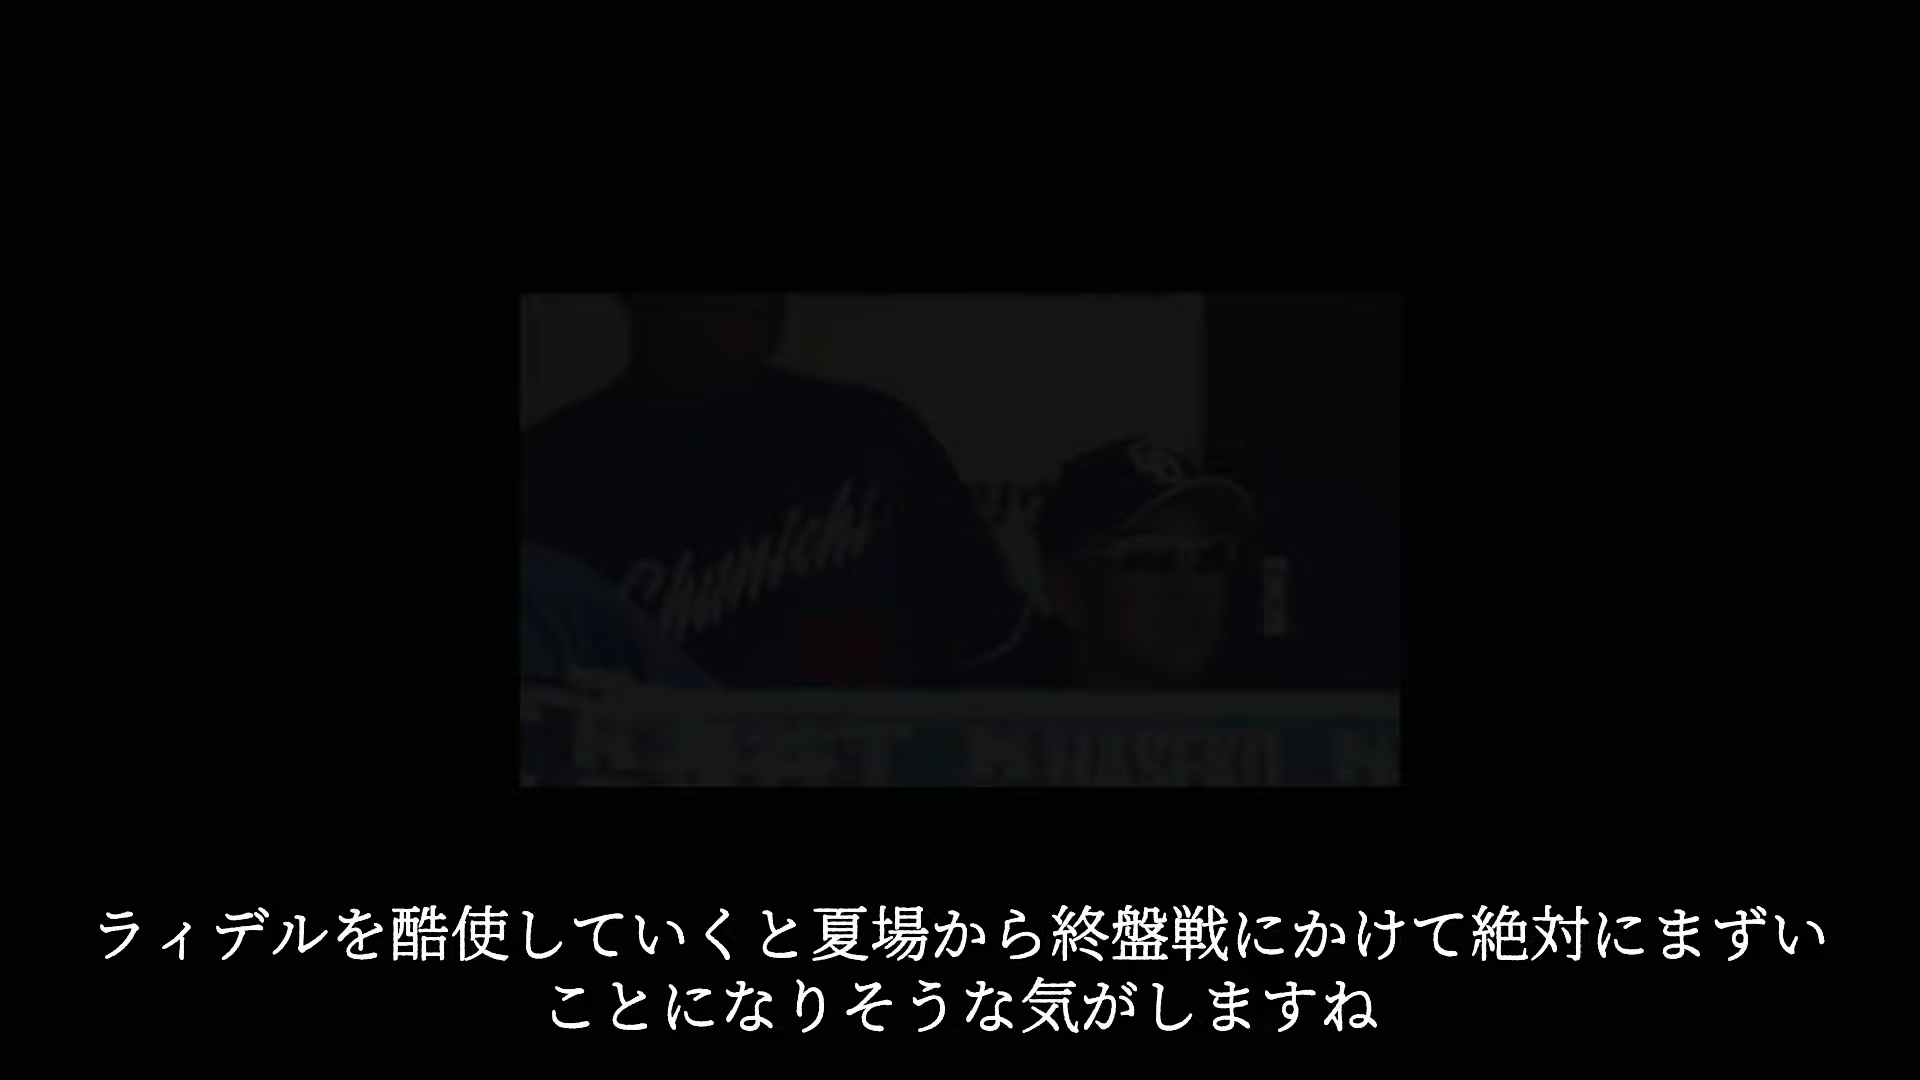 Chunichi
HASEKO
ラィデルを酷使していくと夏場から終盤戦にかけて絶対にまずい
ことになりそうな気がしますね